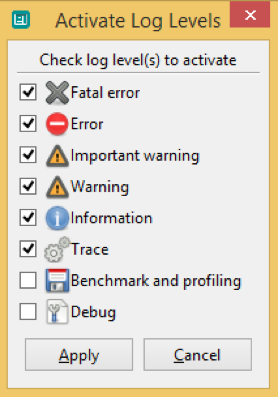 Activate Log Levels
Check log level(s) to activate
Fatal error
Error
Important warning
Warning
Information
Trace
Benchmark and profiling
Debug
Apply Cancel